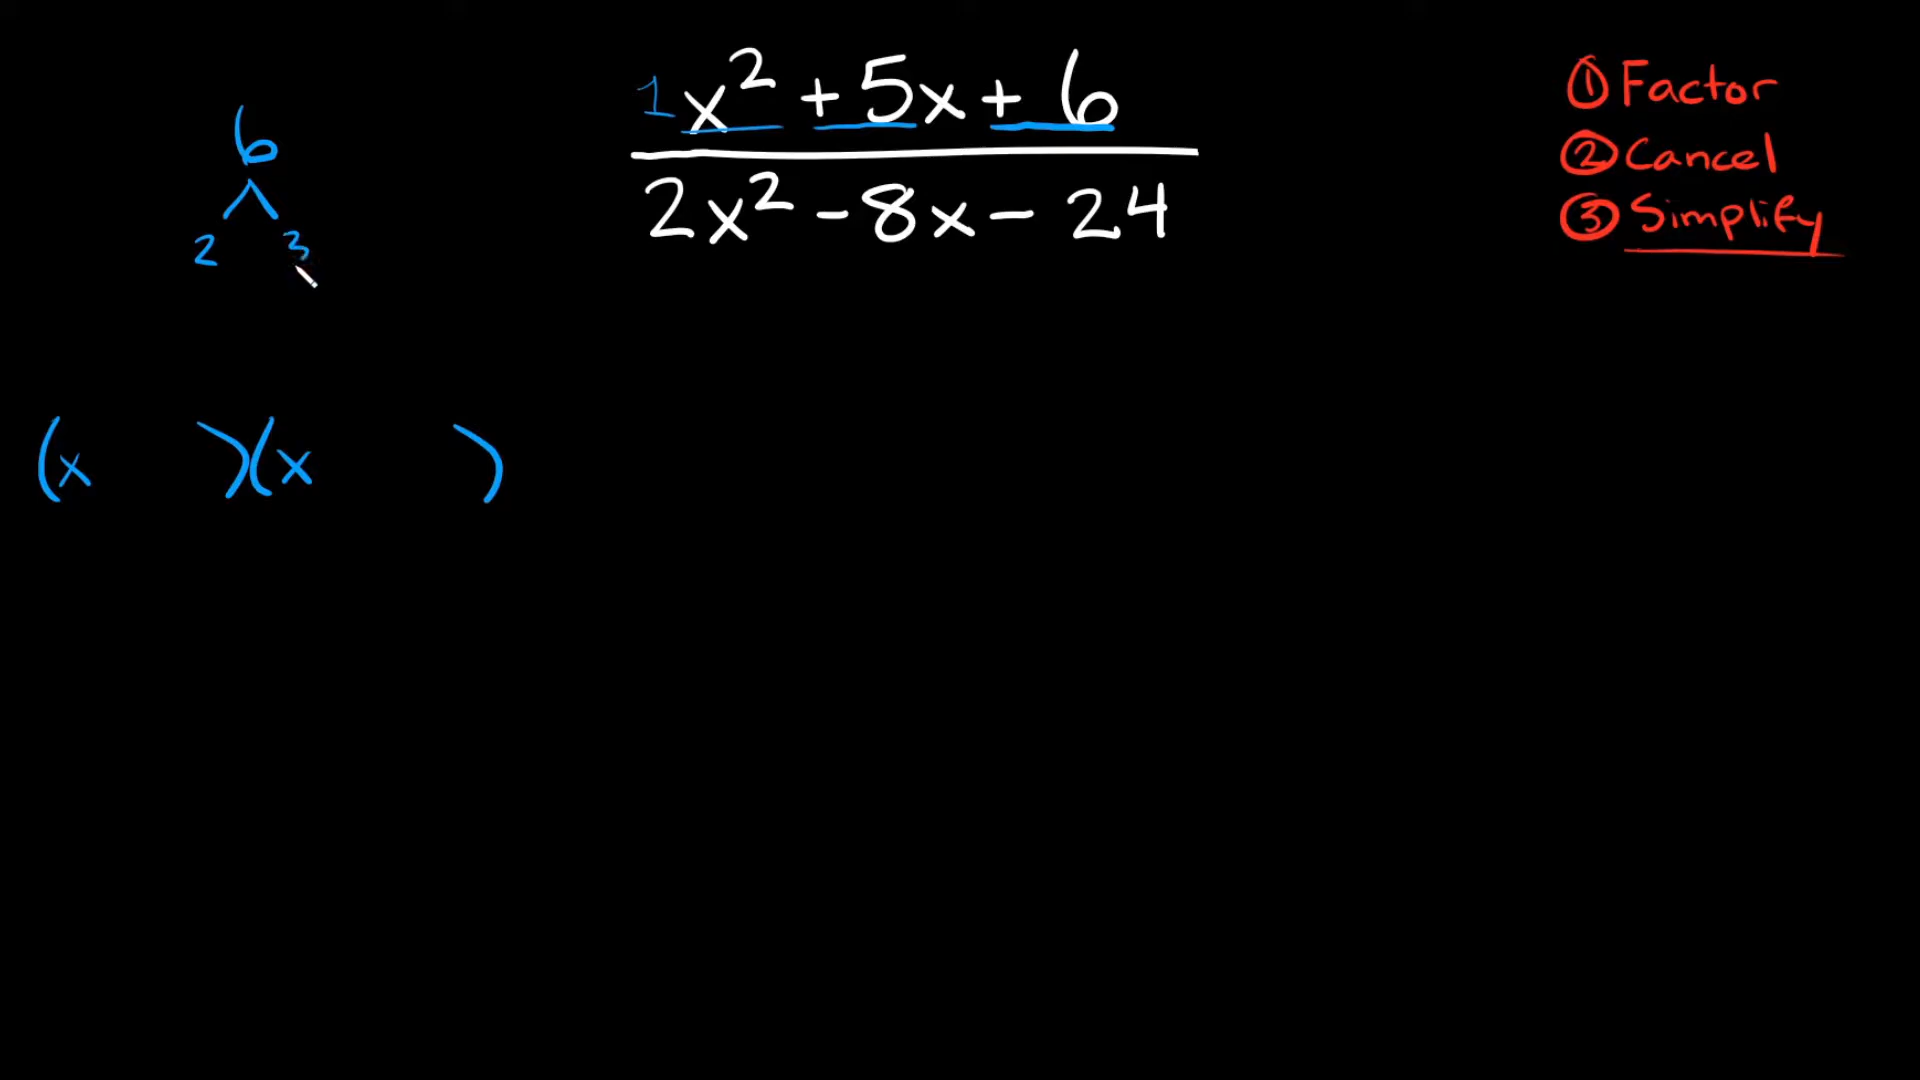 1x² + 5x + 6
2x² - 8x - 24
6
2 3
(x )(x )
① Factor
② Cancel
③ Simplify